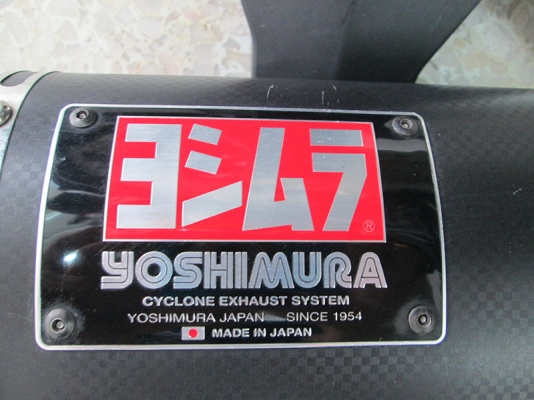 ヨシムラ®
YOSHIMURA
CYCLONE EXHAUST SYSTEM
YOSHIMURA JAPAN SINCE 1954
MADE IN JAPAN